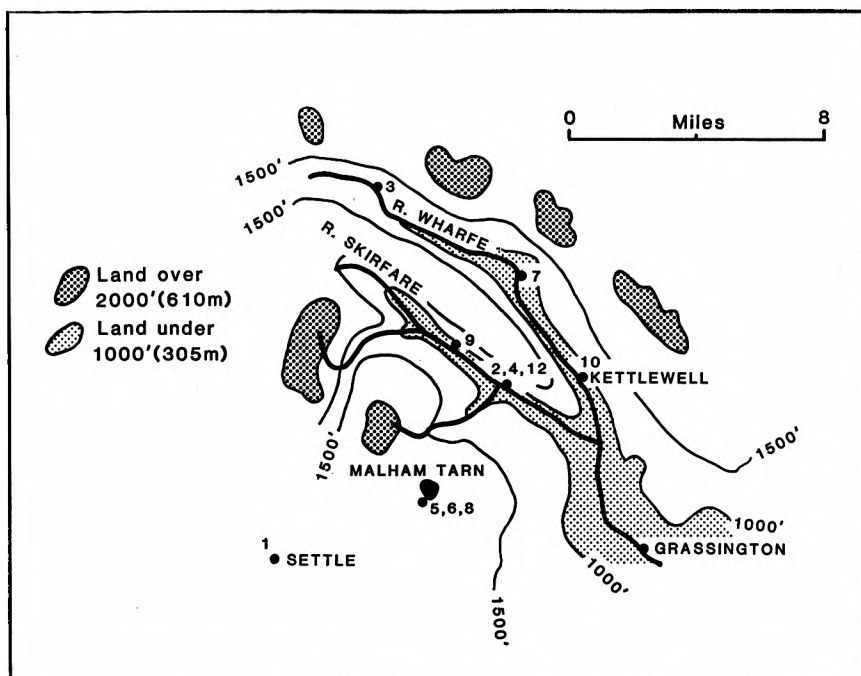 0 8
Miles
1500'
3
1500'
R. WHARFE
R. SKIRFARE
7
Land over
2000'(610m)
Land under
1000'(305m)
9
10
2,4,12
KETTLEWELL
1500'
1500'
MALHAM TARN
5,6,8
1000'
1
SETTLE
GRASSINGTON
1000'
1500'